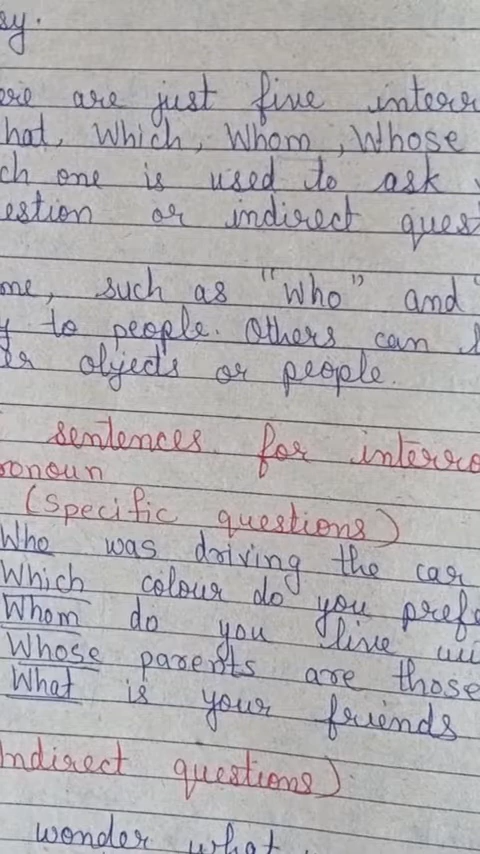 sy.
ere are just five interr
hat, Which, Whom, Whose
ch one is used to ask
estion or indirect ques
me, such as "Who" and
y to people. Others can
objects or people.
sentences for interro
ronoun
(Specific questions)
Who was driving the car
Which colour do you prefe
Whom do you live wi
Whose parents are those
What is your friends
Indirect questions)
wonder what